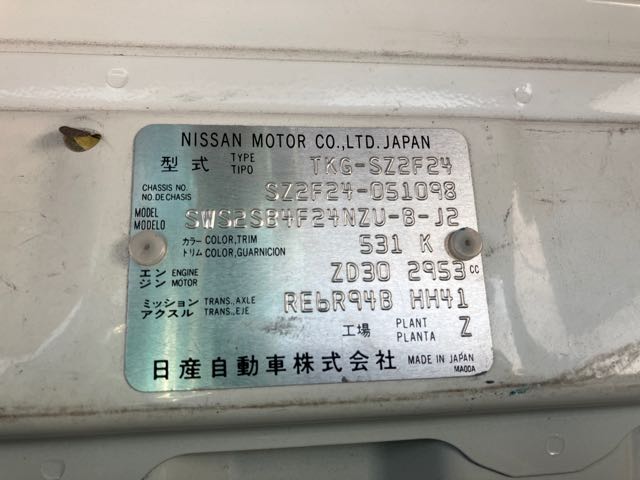 NISSAN MOTOR CO.,LTD.JAPAN
型式 TYPE TIPO TKG-SZ2F24
CHASSIS NO. NO.DE CHASIS SZ2F24-051098
MODEL MODELO SWS2SB4F24NZU-B-J2
カラー COLOR,TRIM 531 K
トリム COLOR,GUARNICION
エンジン ENGINE MOTOR ZD30 2953 cc
ミッション TRANS.,AXLE RE6R94B HH41
アクスル TRANS.,EJE
工場 PLANT PLANTA Z
日産自動車株式会社 MADE IN JAPAN
MA00A